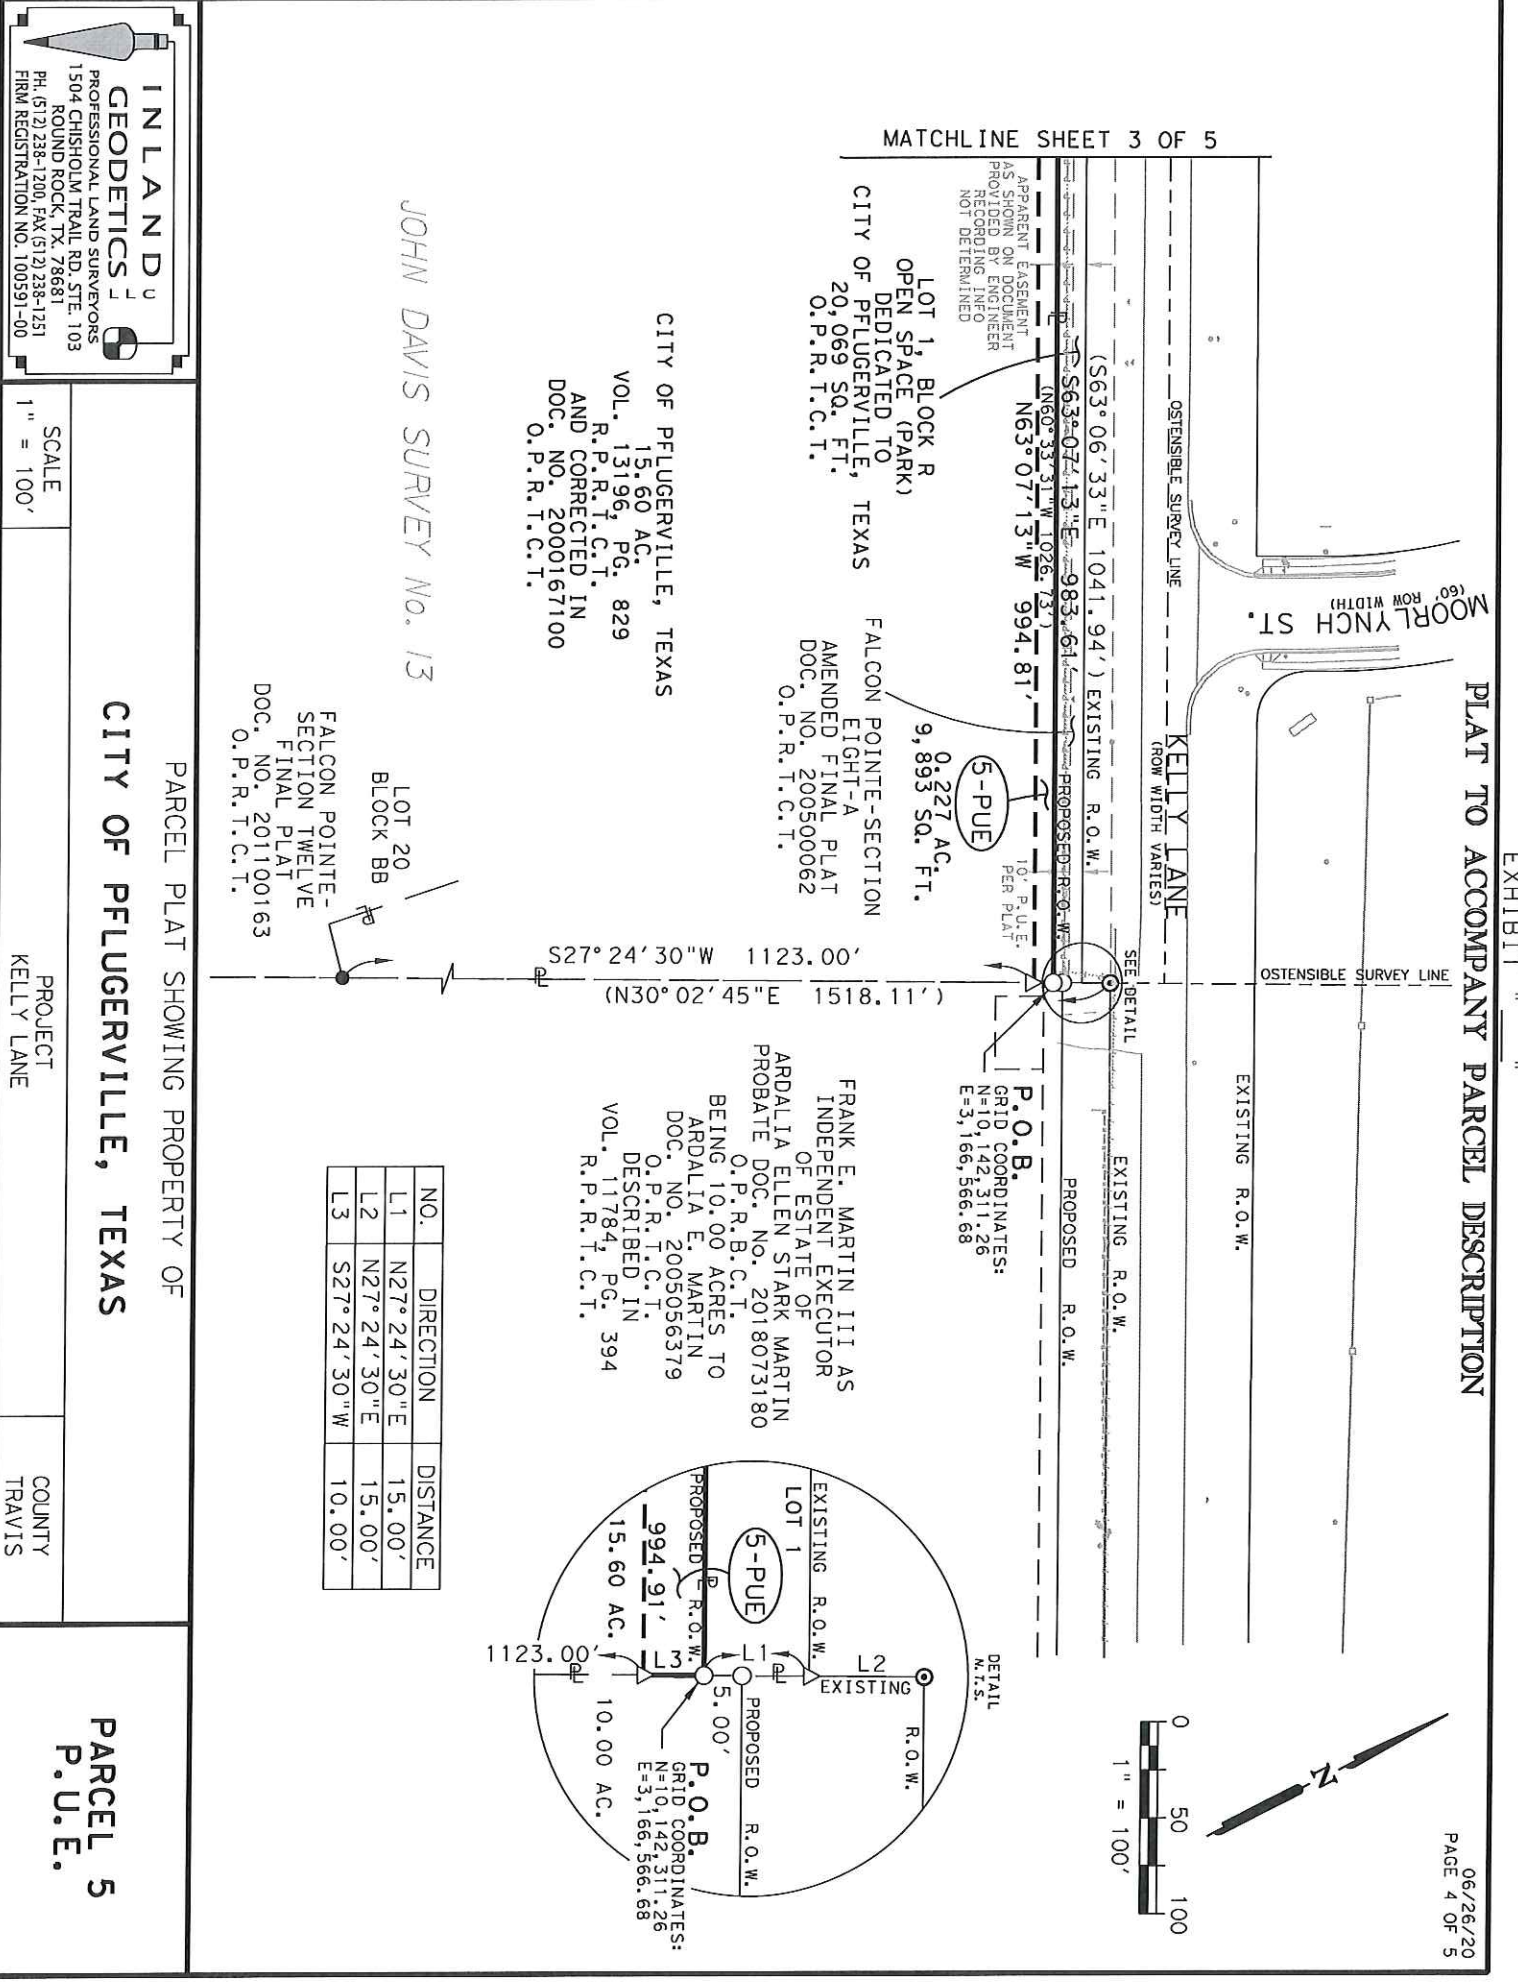 EXHIBIT " "
PLAT TO ACCOMPANY PARCEL DESCRIPTION
06/26/20
PAGE 4 OF 5
MOORLYNCH ST.
(60' ROW WIDTH)
MATCHLINE SHEET 3 OF 5
OSTENSIBLE SURVEY LINE
KELLY LANE
(ROW WIDTH VARIES)
SEE DETAIL
OSTENSIBLE SURVEY LINE
EXISTING R.O.W.
(S63°06'33"E 1041.94')
EXISTING R.O.W.
EXISTING R.O.W.
S63°07'13"E 983.61'
PROPOSED R.O.W.
PROPOSED R.O.W.
(N60°33'31"W 1026.73')
N63°07'13"W 994.81'
APPARENT EASEMENT
AS SHOWN ON DOCUMENT
PROVIDED BY ENGINEER
RECORDING INFO
NOT DETERMINED
10' P.U.E.
PER PLAT
5-PUE
0.227 AC.
9,893 SQ. FT.
LOT 1, BLOCK R
OPEN SPACE (PARK)
DEDICATED TO
CITY OF PFLUGERVILLE, TEXAS
20,069 SQ. FT.
O.P.R.T.C.T.
FALCON POINTE-SECTION
EIGHT-A
AMENDED FINAL PLAT
DOC. NO. 200500062
O.P.R.T.C.T.
P.O.B.
GRID COORDINATES:
N=10,142,311.26
E=3,166,566.68
S27°24'30"W 1123.00'
(N30°02'45"E 1518.11')
CITY OF PFLUGERVILLE, TEXAS
15.60 AC.
VOL. 13196, PG. 829
R.P.R.T.C.T.
AND CORRECTED IN
DOC. NO. 2000167100
O.P.R.T.C.T.
FRANK E. MARTIN III AS
INDEPENDENT EXECUTOR
OF ESTATE OF
ARDALIA ELLEN STARK MARTIN
PROBATE DOC. No. 2018073180
O.P.R.B.C.T.
BEING 10.00 ACRES TO
ARDALIA E. MARTIN
DOC. NO. 2005056379
O.P.R.T.C.T.
DESCRIBED IN
VOL. 11784, PG. 394
R.P.R.T.C.T.
JOHN DAVIS SURVEY No. 13
LOT 20
BLOCK BB
FALCON POINTE-
SECTION TWELVE
FINAL PLAT
DOC. NO. 201100163
O.P.R.T.C.T.
NO. DIRECTION DISTANCE
L1 N27°24'30"E 15.00'
L2 N27°24'30"E 15.00'
L3 S27°24'30"W 10.00'
0 50 100
1" = 100'
N
DETAIL
N.T.S.
L2
EXISTING
R.O.W.
EXISTING R.O.W.
LOT 1
L1
PROPOSED R.O.W.
5.00'
5-PUE
PROPOSED R.O.W.
L3
994.91'
15.60 AC.
10.00 AC.
1123.00'
P.O.B.
GRID COORDINATES:
N=10,142,311.26
E=3,166,566.68
INLAND U
GEODETICS L L
PROFESSIONAL LAND SURVEYORS
1504 CHISHOLM TRAIL RD. STE. 103
ROUND ROCK, TX. 78681
PH. (512) 238-1200, FAX (512) 238-1251
FIRM REGISTRATION NO. 100591-00
PARCEL PLAT SHOWING PROPERTY OF
CITY OF PFLUGERVILLE, TEXAS
SCALE
1" = 100'
PROJECT
KELLY LANE
COUNTY
TRAVIS
PARCEL 5
P.U.E.